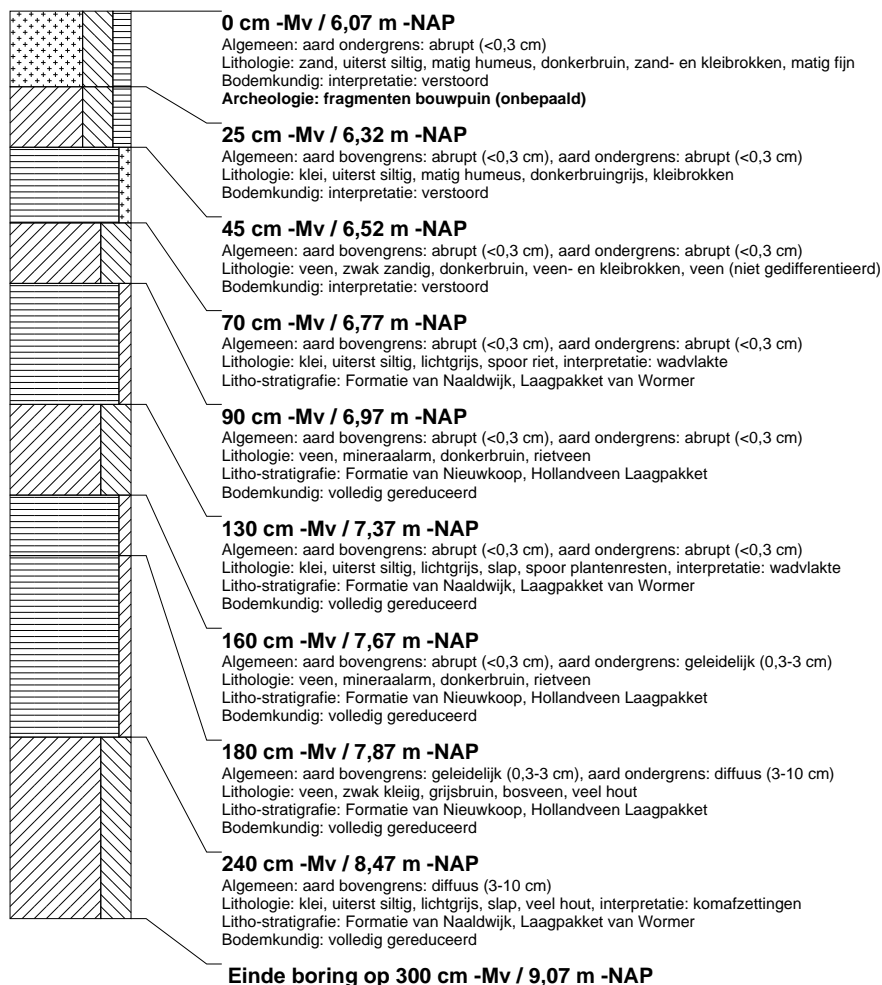 0 cm -Mv / 6,07 m -NAP
Algemeen: aard ondergrens: abrupt (<0,3 cm)
Lithologie: zand, uiterst siltig, matig humeus, donkerbruin, zand- en kleibrokken, matig fijn
Bodemkundig: interpretatie: verstoord
Archeologie: fragmenten bouwpuin (onbepaald)
25 cm -Mv / 6,32 m -NAP
Algemeen: aard bovengrens: abrupt (<0,3 cm), aard ondergrens: abrupt (<0,3 cm)
Lithologie: klei, uiterst siltig, matig humeus, donkerbruingrijs, kleibrokken
Bodemkundig: interpretatie: verstoord
45 cm -Mv / 6,52 m -NAP
Algemeen: aard bovengrens: abrupt (<0,3 cm), aard ondergrens: abrupt (<0,3 cm)
Lithologie: veen, zwak zandig, donkerbruin, veen- en kleibrokken, veen (niet gedifferentieerd)
Bodemkundig: interpretatie: verstoord
70 cm -Mv / 6,77 m -NAP
Algemeen: aard bovengrens: abrupt (<0,3 cm), aard ondergrens: abrupt (<0,3 cm)
Lithologie: klei, uiterst siltig, lichtgrijs, spoor riet, interpretatie: wadvlakte
Litho-stratigrafie: Formatie van Naaldwijk, Laagpakket van Wormer
90 cm -Mv / 6,97 m -NAP
Algemeen: aard bovengrens: abrupt (<0,3 cm), aard ondergrens: abrupt (<0,3 cm)
Lithologie: veen, mineraalarm, donkerbruin, rietveen
Litho-stratigrafie: Formatie van Nieuwkoop, Hollandveen Laagpakket
Bodemkundig: volledig gereduceerd
130 cm -Mv / 7,37 m -NAP
Algemeen: aard bovengrens: abrupt (<0,3 cm), aard ondergrens: abrupt (<0,3 cm)
Lithologie: klei, uiterst siltig, lichtgrijs, slap, spoor plantenresten, interpretatie: wadvlakte
Litho-stratigrafie: Formatie van Naaldwijk, Laagpakket van Wormer
Bodemkundig: volledig gereduceerd
160 cm -Mv / 7,67 m -NAP
Algemeen: aard bovengrens: abrupt (<0,3 cm), aard ondergrens: geleidelijk (0,3-3 cm)
Lithologie: veen, mineraalarm, donkerbruin, rietveen
Litho-stratigrafie: Formatie van Nieuwkoop, Hollandveen Laagpakket
Bodemkundig: volledig gereduceerd
180 cm -Mv / 7,87 m -NAP
Algemeen: aard bovengrens: geleidelijk (0,3-3 cm), aard ondergrens: diffuus (3-10 cm)
Lithologie: veen, zwak kleiig, grijsbruin, bosveen, veel hout
Litho-stratigrafie: Formatie van Nieuwkoop, Hollandveen Laagpakket
Bodemkundig: volledig gereduceerd
240 cm -Mv / 8,47 m -NAP
Algemeen: aard bovengrens: diffuus (3-10 cm)
Lithologie: klei, uiterst siltig, lichtgrijs, slap, veel hout, interpretatie: komafzettingen
Litho-stratigrafie: Formatie van Naaldwijk, Laagpakket van Wormer
Bodemkundig: volledig gereduceerd
Einde boring op 300 cm -Mv / 9,07 m -NAP